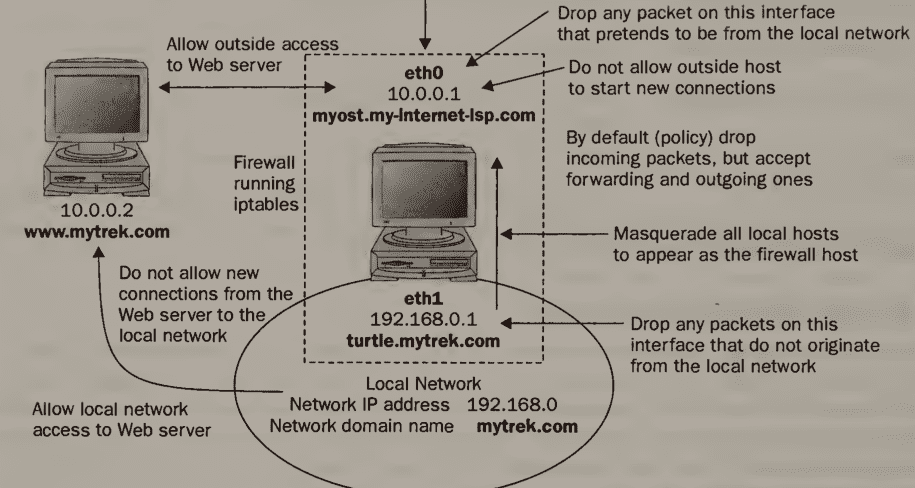 Drop any packet on this interface
that pretends to be from the local network
Allow outside access
to Web server
eth0
10.0.0.1
myost.my-internet-isp.com
Do not allow outside host
to start new connections
By default (policy) drop
incoming packets, but accept
forwarding and outgoing ones
Firewall
running
iptables
10.0.0.2
www.mytrek.com
Masquerade all local hosts
to appear as the firewall host
Do not allow new
connections from the
Web server to the
local network
eth1
192.168.0.1
turtle.mytrek.com
Drop any packets on this
interface that do not originate
from the local network
Local Network
Network IP address 192.168.0
Network domain name mytrek.com
Allow local network
access to Web server